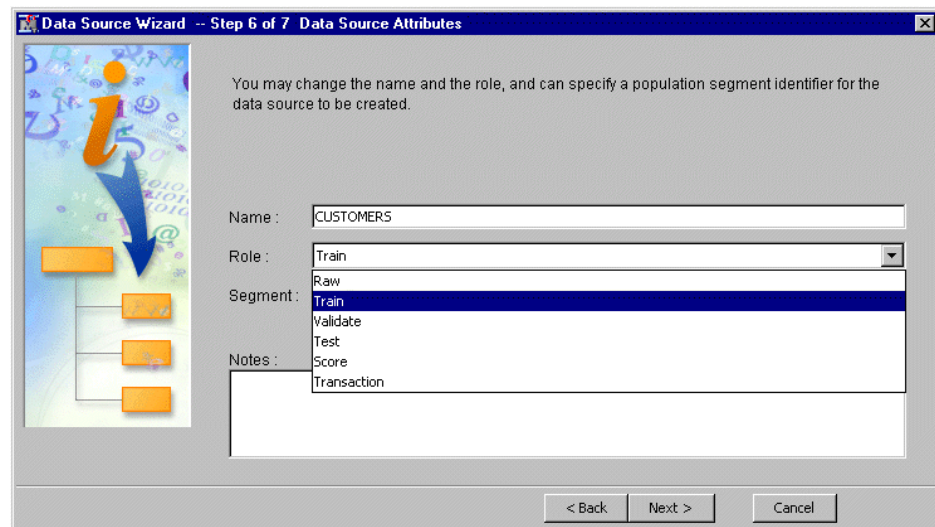 Data Source Wizard -- Step 6 of 7 Data Source Attributes
You may change the name and the role, and can specify a population segment identifier for the
data source to be created.
Name : CUSTOMERS
Role : Train
Raw
Segment : Train
Validate
Test
Notes : Score
Transaction
< Back Next > Cancel